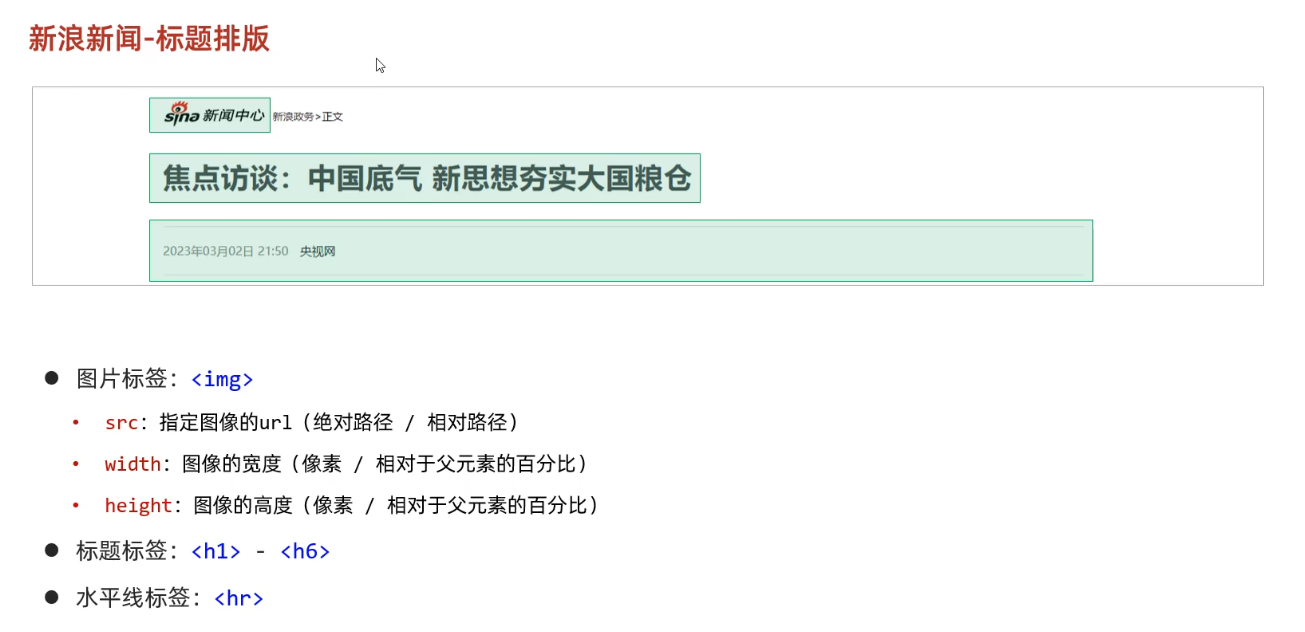 新浪新闻-标题排版
sina 新闻中心 新浪政务>正文
焦点访谈：中国底气 新思想夯实大国粮仓
2023年03月02日 21:50 央视网
● 图片标签：<img>
• src：指定图像的url（绝对路径 / 相对路径）
• width：图像的宽度（像素 / 相对于父元素的百分比）
• height：图像的高度（像素 / 相对于父元素的百分比）
● 标题标签：<h1> - <h6>
● 水平线标签：<hr>